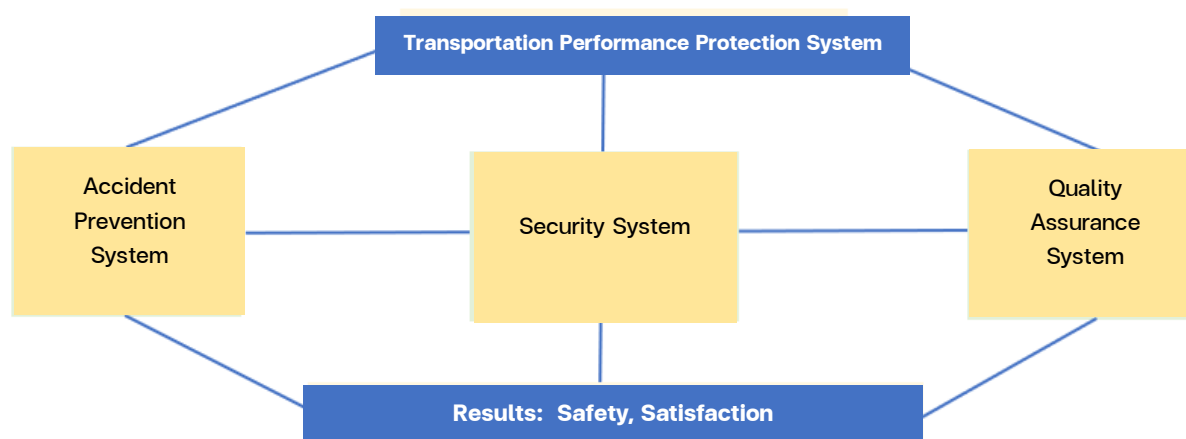 Transportation Performance Protection System
Accident
Prevention
System
Security System
Quality
Assurance
System
Results:  Safety, Satisfaction